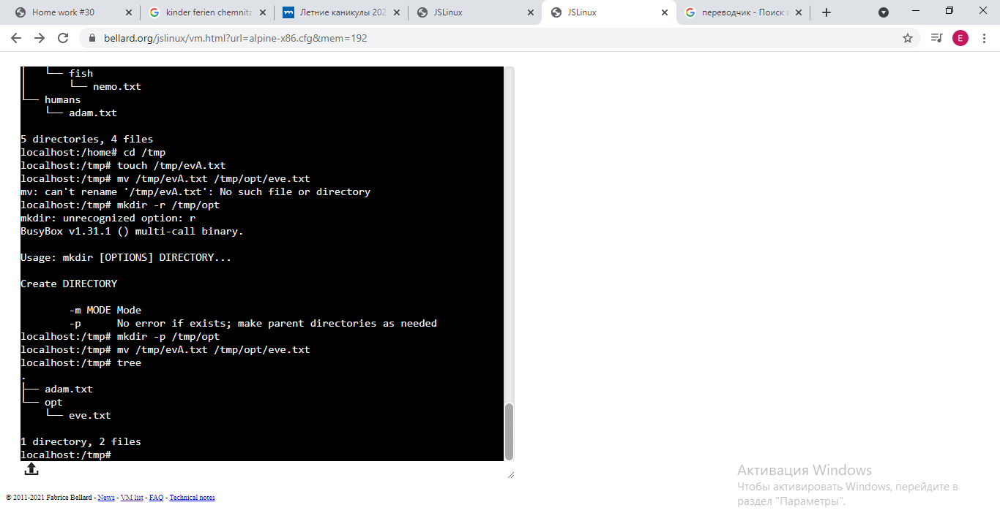 Home work #30
kinder ferien chemnitz
Летние каникулы 202
JSLinux
JSLinux
переводчик - Поиск в
bellard.org/jslinux/vm.html?url=alpine-x86.cfg&mem=192
E
└── fish
└── nemo.txt
└── humans
└── adam.txt
5 directories, 4 files
localhost:/home# cd /tmp
localhost:/tmp# touch /tmp/evA.txt
localhost:/tmp# mv /tmp/evA.txt /tmp/opt/eve.txt
mv: can't rename '/tmp/evA.txt': No such file or directory
localhost:/tmp# mkdir -r /tmp/opt
mkdir: unrecognized option: r
BusyBox v1.31.1 () multi-call binary.
Usage: mkdir [OPTIONS] DIRECTORY...
Create DIRECTORY
-m MODE Mode
-p No error if exists; make parent directories as needed
localhost:/tmp# mkdir -p /tmp/opt
localhost:/tmp# mv /tmp/evA.txt /tmp/opt/eve.txt
localhost:/tmp# tree
.
├── adam.txt
└── opt
└── eve.txt
1 directory, 2 files
localhost:/tmp#
© 2011-2021 Fabrice Bellard - News - VM list - FAQ - Technical notes
Активация Windows
Чтобы активировать Windows, перейдите в
раздел "Параметры".